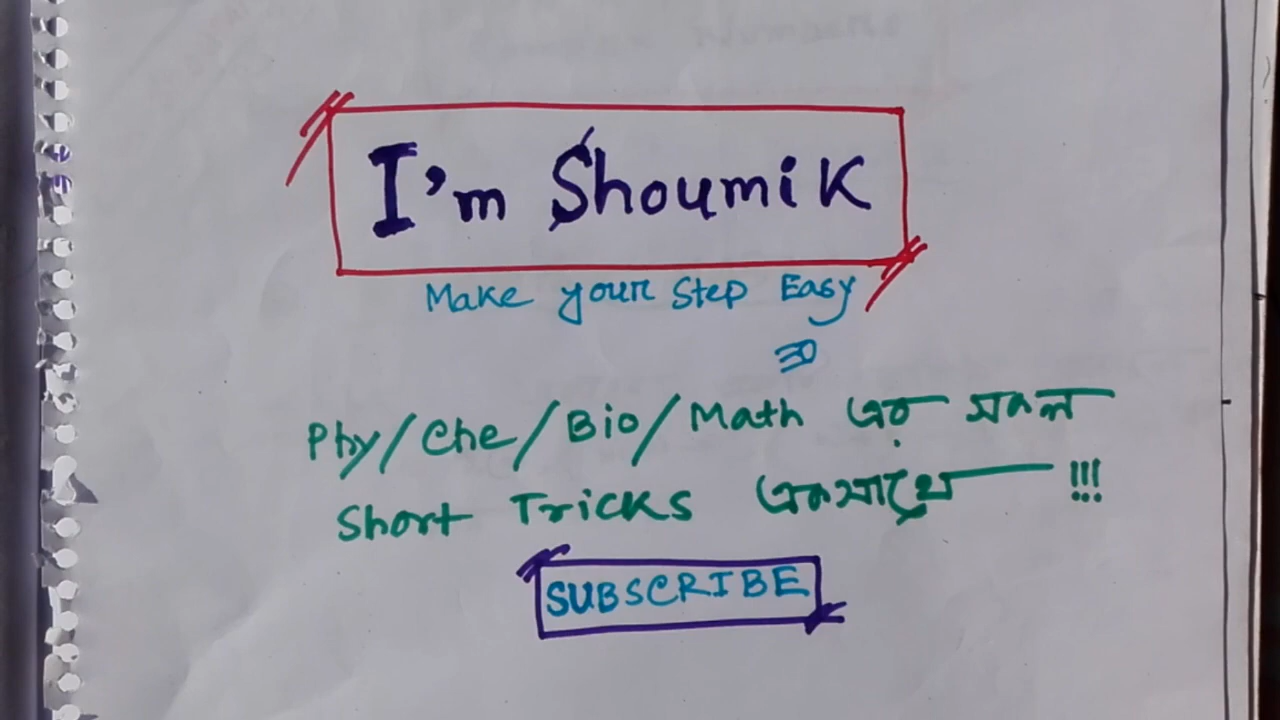 I'm Shoumik
Make your Step Easy
Phy/Che/Bio/Math এর সকল
Short Tricks একসাথে !!!
SUBSCRIBE